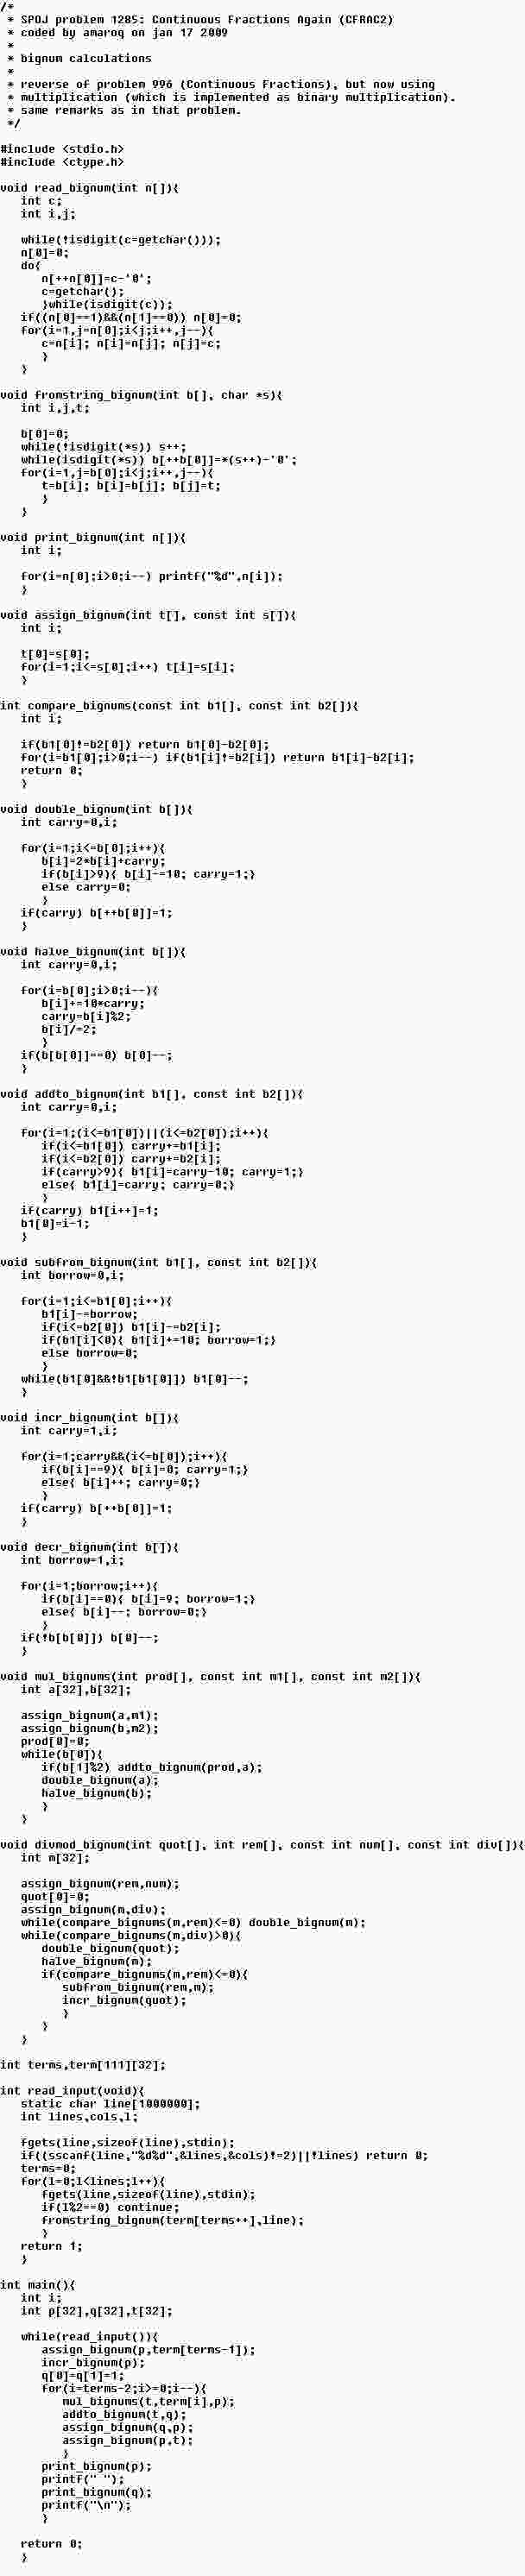 /*
 * SPOJ problem 1285: Continuous Fractions Again (CFRAC2)
 * coded by amaroq on jan 17 2009
 *
 * bignum calculations
 *
 * reverse of problem 996 (Continuous Fractions), but now using
 * multiplication (which is implemented as binary multiplication).
 * same remarks as in that problem.
 */

#include <stdio.h>
#include <ctype.h>

void read_bignum(int n[]){
   int c;
   int i,j;

   while(!isdigit(c=getchar()));
   n[0]=0;
   do{
      n[++n[0]]=c-'0';
      c=getchar();
      }while(isdigit(c));
   if((n[0]==1)&&(n[1]==0)) n[0]=0;
   for(i=1,j=n[0];i<j;i++,j--){
      c=n[i]; n[i]=n[j]; n[j]=c;
      }
   }

void fromstring_bignum(int b[], char *s){
   int i,j,t;

   b[0]=0;
   while(!isdigit(*s)) s++;
   while(isdigit(*s)) b[++b[0]]=*(s++)-'0';
   for(i=1,j=b[0];i<j;i++,j--){
      t=b[i]; b[i]=b[j]; b[j]=t;
      }
   }

void print_bignum(int n[]){
   int i;

   for(i=n[0];i>0;i--) printf("%d",n[i]);
   }

void assign_bignum(int t[], const int s[]){
   int i;

   t[0]=s[0];
   for(i=1;i<=s[0];i++) t[i]=s[i];
   }

int compare_bignums(const int b1[], const int b2[]){
   int i;

   if(b1[0]!=b2[0]) return b1[0]-b2[0];
   for(i=b1[0];i>0;i--) if(b1[i]!=b2[i]) return b1[i]-b2[i];
   return 0;
   }

void double_bignum(int b[]){
   int carry=0,i;

   for(i=1;i<=b[0];i++){
      b[i]=2*b[i]+carry;
      if(b[i]>9){ b[i]-=10; carry=1;}
      else carry=0;
      }
   if(carry) b[++b[0]]=1;
   }

void halve_bignum(int b[]){
   int carry=0,i;

   for(i=b[0];i>0;i--){
      b[i]+=10*carry;
      carry=b[i]%2;
      b[i]/=2;
      }
   if(b[b[0]]==0) b[0]--;
   }

void addto_bignum(int b1[], const int b2[]){
   int carry=0,i;

   for(i=1;(i<=b1[0])||(i<=b2[0]);i++){
      if(i<=b1[0]) carry+=b1[i];
      if(i<=b2[0]) carry+=b2[i];
      if(carry>9){ b1[i]=carry-10; carry=1;}
      else{ b1[i]=carry; carry=0;}
      }
   if(carry) b1[i++]=1;
   b1[0]=i-1;
   }

void subfrom_bignum(int b1[], const int b2[]){
   int borrow=0,i;

   for(i=1;i<=b1[0];i++){
      b1[i]-=borrow;
      if(i<=b2[0]) b1[i]-=b2[i];
      if(b1[i]<0){ b1[i]+=10; borrow=1;}
      else borrow=0;
      }
   while(b1[0]&&!b1[b1[0]]) b1[0]--;
   }

void incr_bignum(int b[]){
   int carry=1,i;

   for(i=1;carry&&(i<=b[0]);i++){
      if(b[i]==9){ b[i]=0; carry=1;}
      else{ b[i]++; carry=0;}
      }
   if(carry) b[++b[0]]=1;
   }

void decr_bignum(int b[]){
   int borrow=1,i;

   for(i=1;borrow;i++){
      if(b[i]==0){ b[i]=9; borrow=1;}
      else{ b[i]--; borrow=0;}
      }
   if(!b[b[0]]) b[0]--;
   }

void mul_bignums(int prod[], const int m1[], const int m2[]){
   int a[32],b[32];

   assign_bignum(a,m1);
   assign_bignum(b,m2);
   prod[0]=0;
   while(b[0]){
      if(b[1]%2) addto_bignum(prod,a);
      double_bignum(a);
      halve_bignum(b);
      }
   }

void divmod_bignum(int quot[], int rem[], const int num[], const int div[]){
   int m[32];

   assign_bignum(rem,num);
   quot[0]=0;
   assign_bignum(m,div);
   while(compare_bignums(m,rem)<=0) double_bignum(m);
   while(compare_bignums(m,div)>0){
      double_bignum(quot);
      halve_bignum(m);
      if(compare_bignums(m,rem)<=0){
         subfrom_bignum(rem,m);
         incr_bignum(quot);
         }
      }
   }

int terms,term[111][32];

int read_input(void){
   static char line[1000000];
   int lines,cols,l;

   fgets(line,sizeof(line),stdin);
   if((sscanf(line,"%d%d",&lines,&cols)!=2)||!lines) return 0;
   terms=0;
   for(l=0;l<lines;l++){
      fgets(line,sizeof(line),stdin);
      if(l%2==0) continue;
      fromstring_bignum(term[terms++],line);
      }
   return 1;
   }

int main(){
   int i;
   int p[32],q[32],t[32];

   while(read_input()){
      assign_bignum(p,term[terms-1]);
      incr_bignum(p);
      q[0]=q[1]=1;
      for(i=terms-2;i>=0;i--){
         mul_bignums(t,term[i],p);
         addto_bignum(t,q);
         assign_bignum(q,p);
         assign_bignum(p,t);
         }
      print_bignum(p);
      printf(" ");
      print_bignum(q);
      printf("\n");
      }

   return 0;
   }